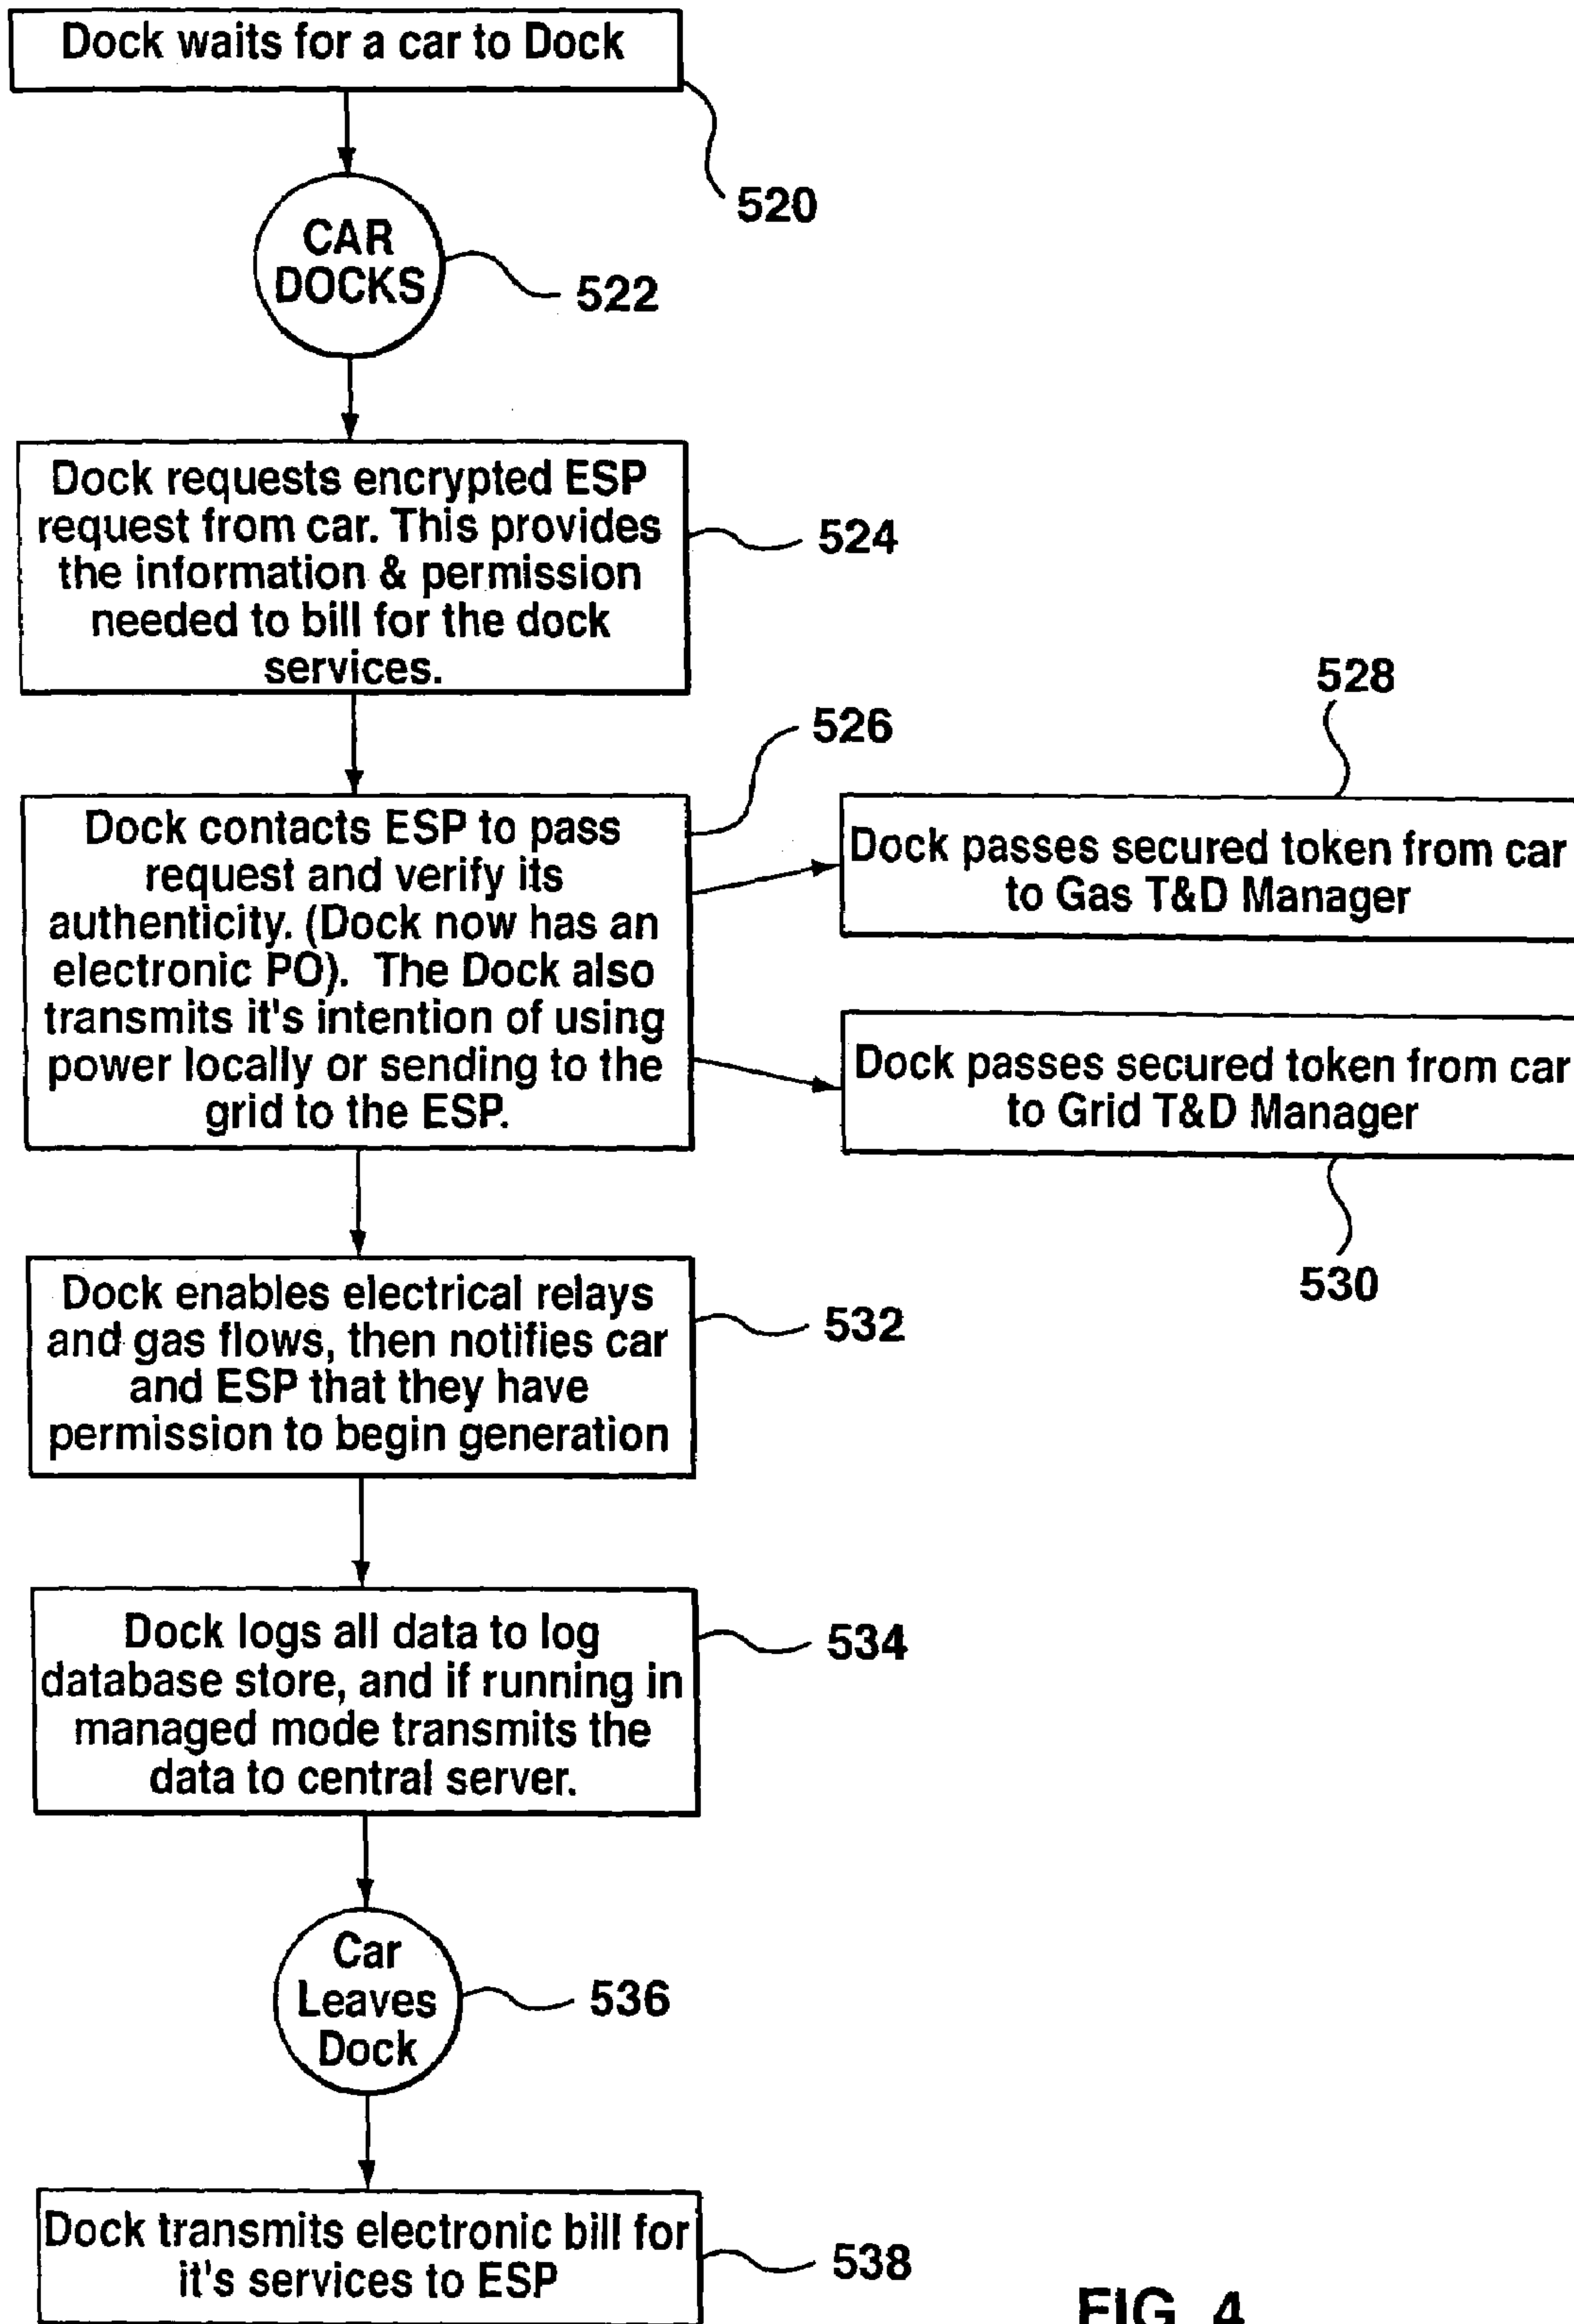 Dock waits for a car to Dock
520
CAR
DOCKS
522
Dock requests encrypted ESP
request from car. This provides
the information & permission
needed to bill for the dock
services.
524
526
528
Dock contacts ESP to pass
request and verify its
authenticity. (Dock now has an
electronic PO). The Dock also
transmits it's intention of using
power locally or sending to the
grid to the ESP.
Dock passes secured token from car
to Gas T&D Manager
Dock passes secured token from car
to Grid T&D Manager
530
Dock enables electrical relays
and gas flows, then notifies car
and ESP that they have
permission to begin generation
532
Dock logs all data to log
database store, and if running in
managed mode transmits the
data to central server.
534
Car
Leaves
Dock
536
Dock transmits electronic bill for
it's services to ESP
538
FIG. 4